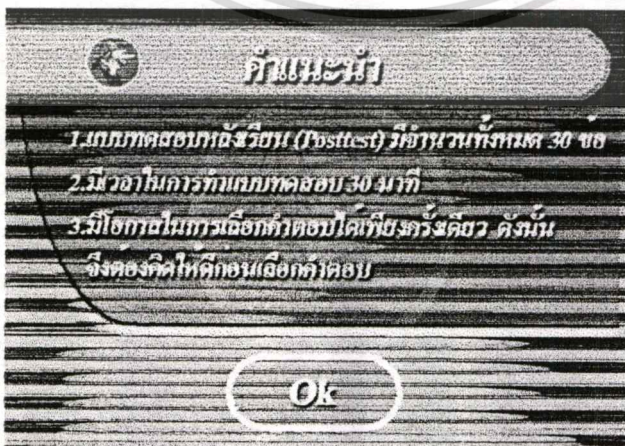 คำแนะนำ
1.แบบทดสอบหลังเรียน (Posttest) มีจำนวนทั้งหมด 30 ข้อ
2.มีเวลาในการทำแบบทดสอบ 30 นาที
3.มีโอกาสในการเลือกคำตอบได้เพียงครั้งเดียว ดังนั้น
จึงต้องคิดให้ดีก่อนเลือกคำตอบ
Ok